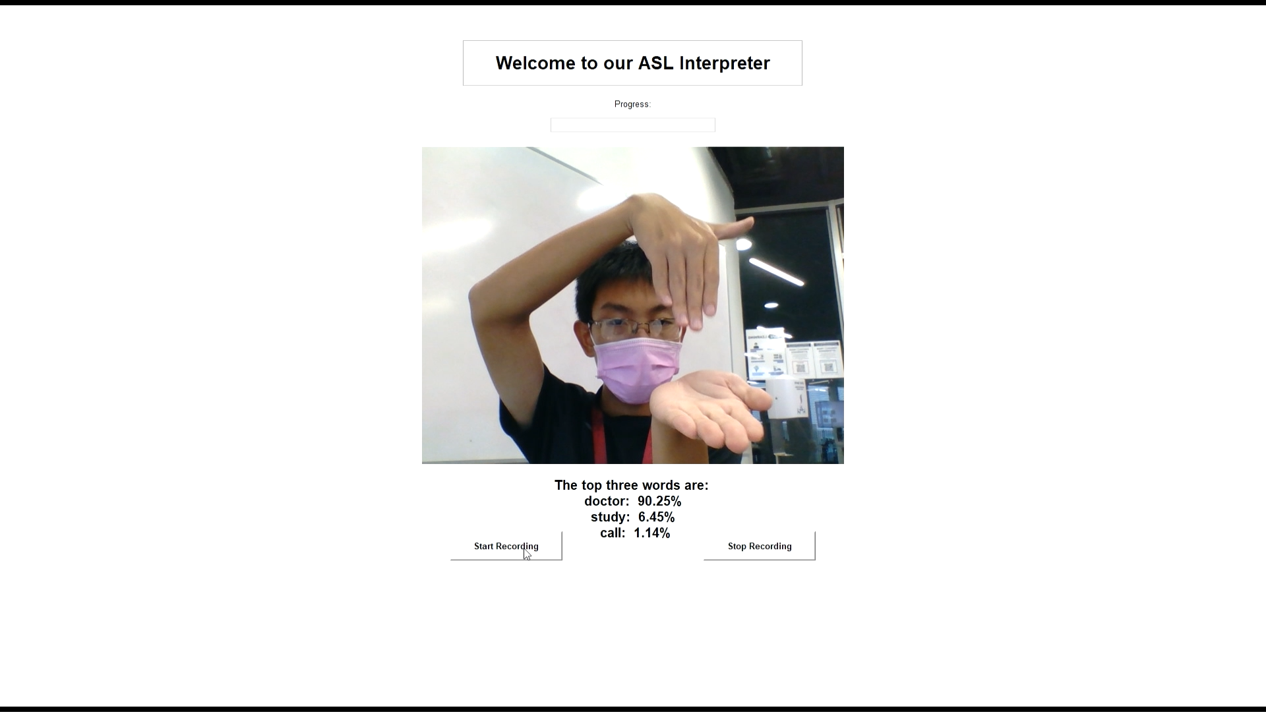 Welcome to our ASL Interpreter
Progress:
The top three words are:
doctor: 90.25%
study: 6.45%
call: 1.14%
Start Recording
Stop Recording